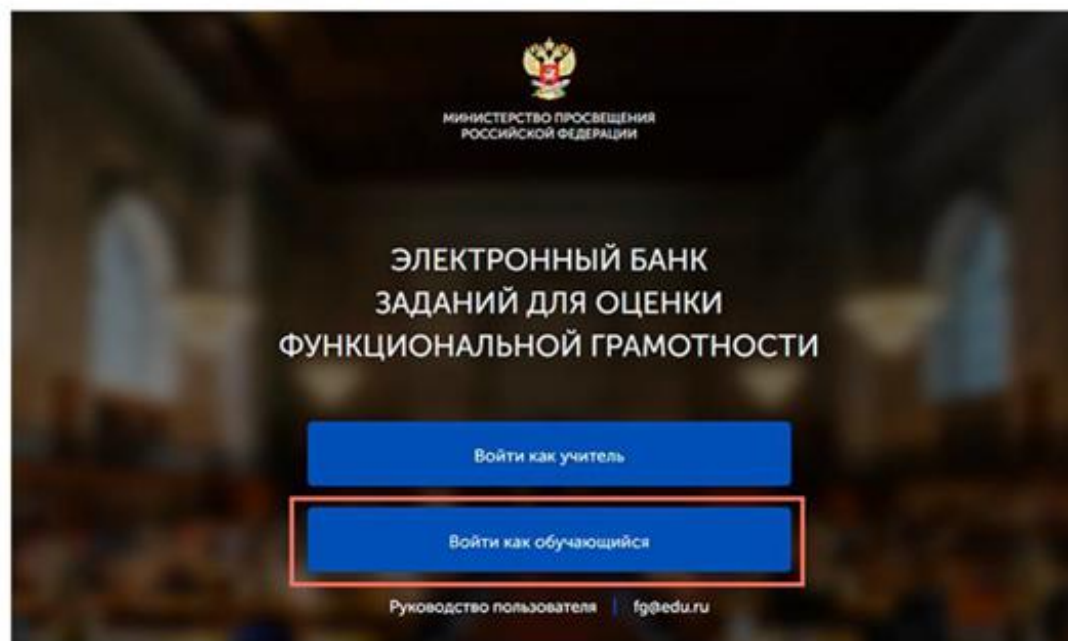 МИНИСТЕРСТВО ПРОСВЕЩЕНИЯ
РОССИЙСКОЙ ФЕДЕРАЦИИ
ЭЛЕКТРОННЫЙ БАНК
ЗАДАНИЙ ДЛЯ ОЦЕНКИ
ФУНКЦИОНАЛЬНОЙ ГРАМОТНОСТИ
Войти как учитель
Войти как обучающийся
Руководство пользователя | fg@edu.ru